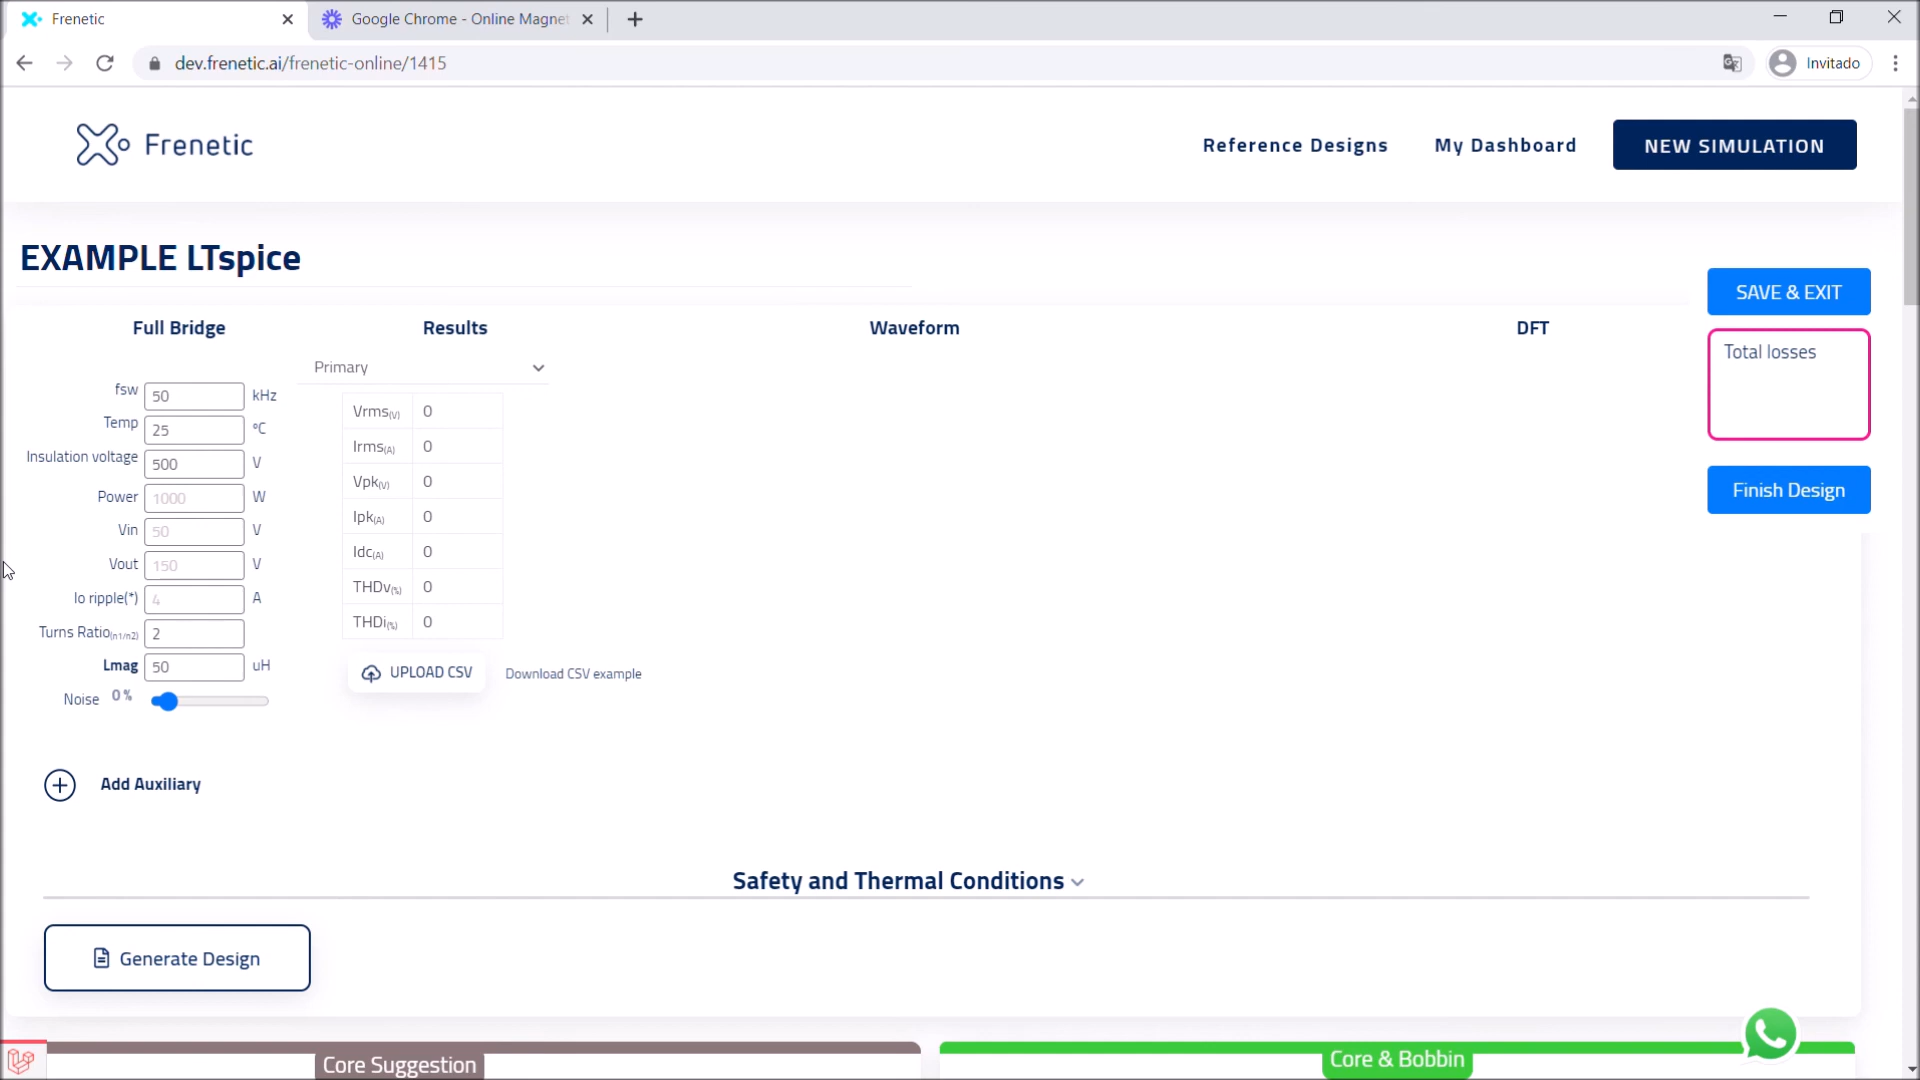 Frenetic
Google Chrome - Online Magnet
dev.frenetic.ai/frenetic-online/1415
Invitado
Frenetic
Reference Designs
My Dashboard
NEW SIMULATION
EXAMPLE LTspice
SAVE & EXIT
Full Bridge
Results
Waveform
DFT
Total losses
Primary
fsw 50 kHz
Temp 25 ºC
Insulation voltage 500 V
Power 1000 W
Vin 50 V
Vout 150 V
Io ripple(*) 4 A
Turns Ratio(n1/n2) 2
Lmag 50 uH
Noise 0 %
Vrms(V) 0
Irms(A) 0
Vpk(V) 0
Ipk(A) 0
Idc(A) 0
THDv(%) 0
THDi(%) 0
Finish Design
UPLOAD CSV
Download CSV example
Add Auxiliary
Safety and Thermal Conditions
Generate Design
Core Suggestion
Core & Bobbin